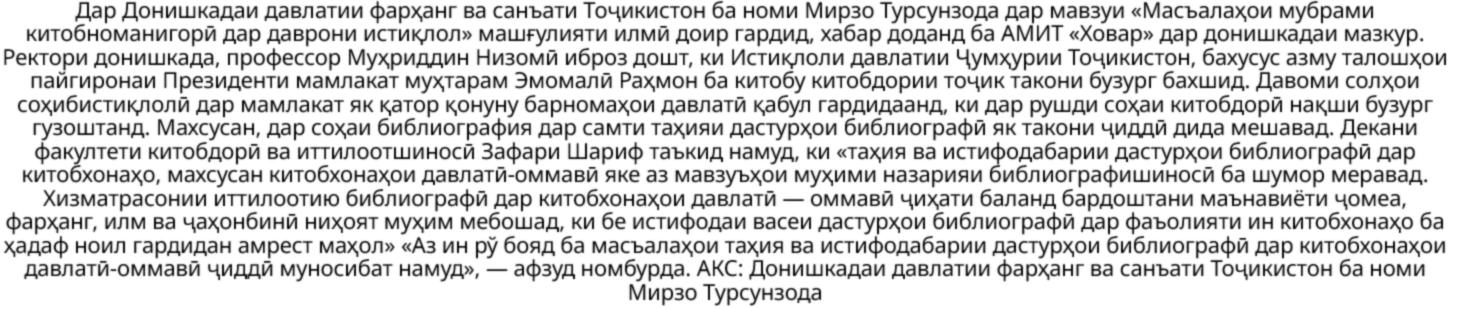 Дар Донишкадаи давлатии фарҳанг ва санъати Тоҷикистон ба номи Мирзо Турсунзода дар мавзуи «Масъалаҳои мубрами
китобноманигорӣ дар даврони истиқлол» машғулияти илмӣ доир гардид, хабар доданд ба АМИТ «Ховар» дар донишкадаи мазкур.
Ректори донишкада, профессор Муҳриддин Низомӣ иброз дошт, ки Истиқлоли давлатии Ҷумҳурии Тоҷикистон, бахусус азму талошҳои
пайгиронаи Президенти мамлакат муҳтарам Эмомалӣ Раҳмон ба китобу китобдории тоҷик такони бузург бахшид. Давоми солҳои
соҳибистиқлолӣ дар мамлакат як қатор қонуну барномаҳои давлатӣ қабул гардидаанд, ки дар рушди соҳаи китобдорӣ нақши бузург
гузоштанд. Махсусан, дар соҳаи библиография дар самти таҳияи дастурҳои библиографӣ як такони ҷиддӣ дида мешавад. Декани
факултети китобдорӣ ва иттилоотшиносӣ Зафари Шариф таъкид намуд, ки «таҳия ва истифодабарии дастурҳои библиографӣ дар
китобхонаҳо, махсусан китобхонаҳои давлатӣ-оммавӣ яке аз мавзуъҳои муҳими назарияи библиографишиносӣ ба шумор меравад.
Хизматрасонии иттилоотию библиографӣ дар китобхонаҳои давлатӣ — оммавӣ ҷиҳати баланд бардоштани маънавиёти ҷомеа,
фарҳанг, илм ва ҷаҳонбинӣ ниҳоят муҳим мебошад, ки бе истифодаи васеи дастурҳои библиографӣ дар фаъолияти ин китобхонаҳо ба
ҳадаф ноил гардидан амрест маҳол» «Аз ин рӯ бояд ба масъалаҳои таҳия ва истифодабарии дастурҳои библиографӣ дар китобхонаҳои
давлатӣ-оммавӣ ҷиддӣ муносибат намуд», — афзуд номбурда. АКС: Донишкадаи давлатии фарҳанг ва санъати Тоҷикистон ба номи
Мирзо Турсунзода